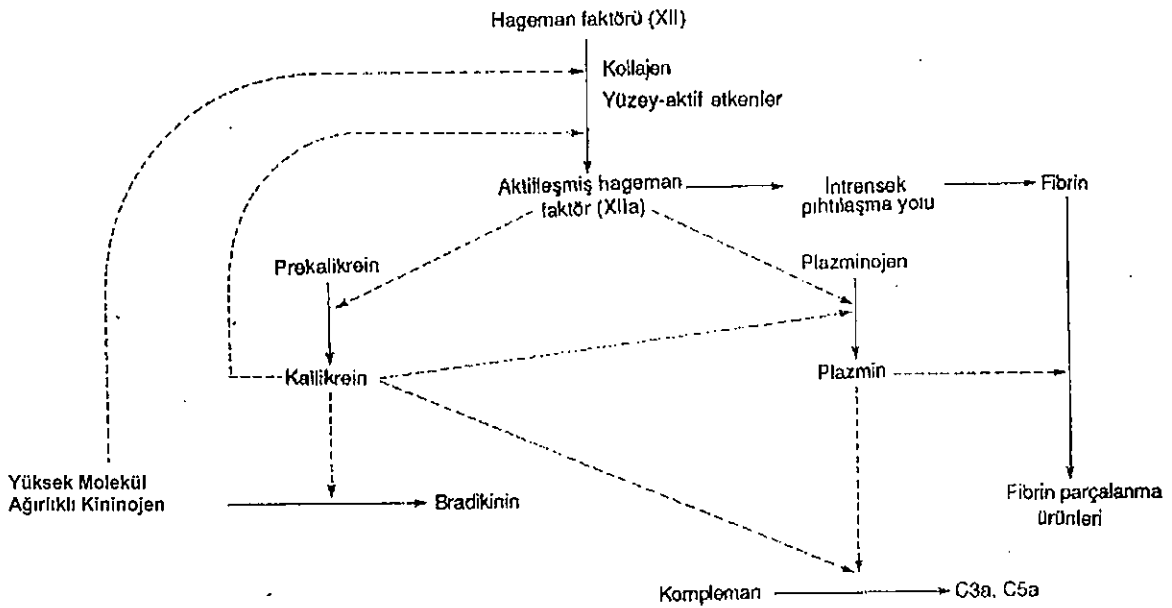 Hageman faktörü (XII)
Kollajen
Yüzey-aktif etkenler
Aktifleşmiş hageman
faktör (XIIa)
İntrensek
pıhtılaşma yolu
Fibrin
Prekalikrein
Plazminojen
Kallikrein
Plazmin
Yüksek Molekül
Ağırlıklı Kininojen
Bradikinin
Fibrin parçalanma
ürünleri
Kompleman
C3a, C5a